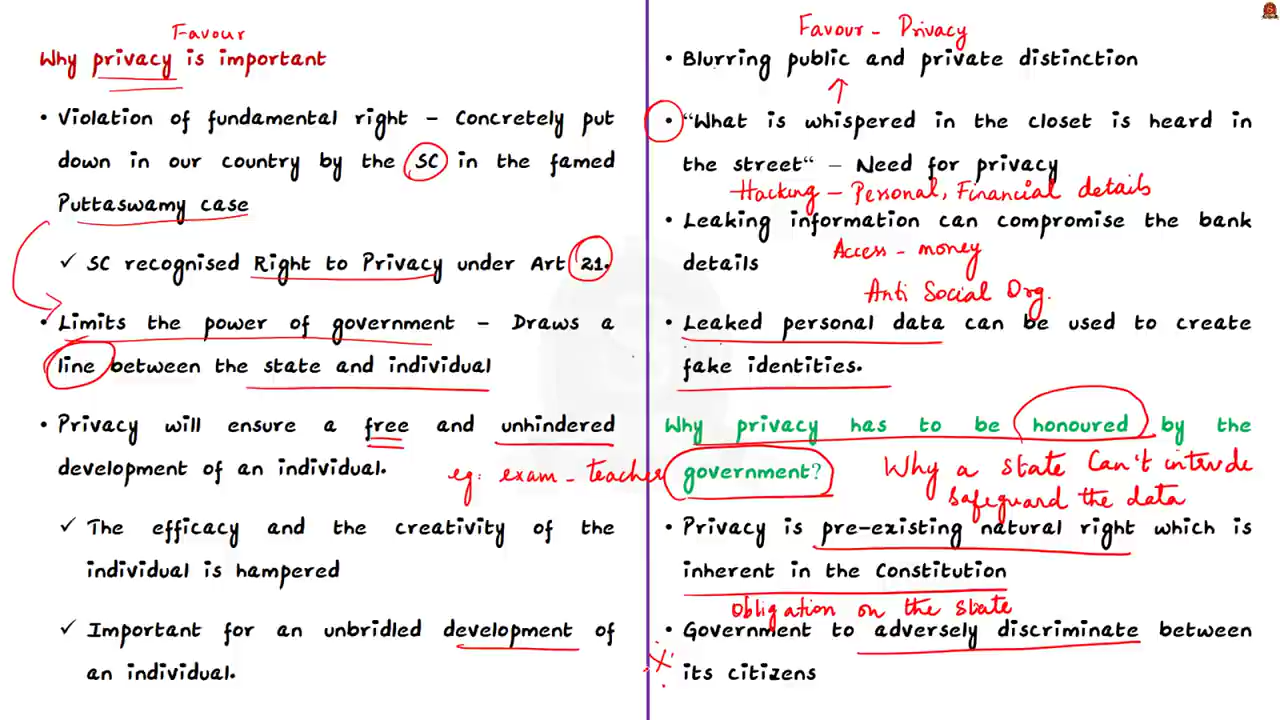 Favour
Why privacy is important
• Violation of fundamental right – Concretely put
down in our country by the SC in the famed
Puttaswamy case
✓ SC recognised Right to Privacy under Art 21.
• Limits the power of government – Draws a
line between the state and individual
• Privacy will ensure a free and unhindered
development of an individual.
eg: exam - teacher
✓ The efficacy and the creativity of the
individual is hampered
✓ Important for an unbridled development of
an individual.
Favour - Privacy
• Blurring public and private distinction
• “What is whispered in the closet is heard in
the street“ – Need for privacy
Hacking - Personal, Financial details
• Leaking information can compromise the bank
details
Access - money
Anti Social Org.
• Leaked personal data can be used to create
fake identities.
Why privacy has to be honoured by the
government?
Why a state Can't intrude
safeguard the data
• Privacy is pre-existing natural right which is
inherent in the Constitution
Obligation on the state
• Government to adversely discriminate between
its citizens